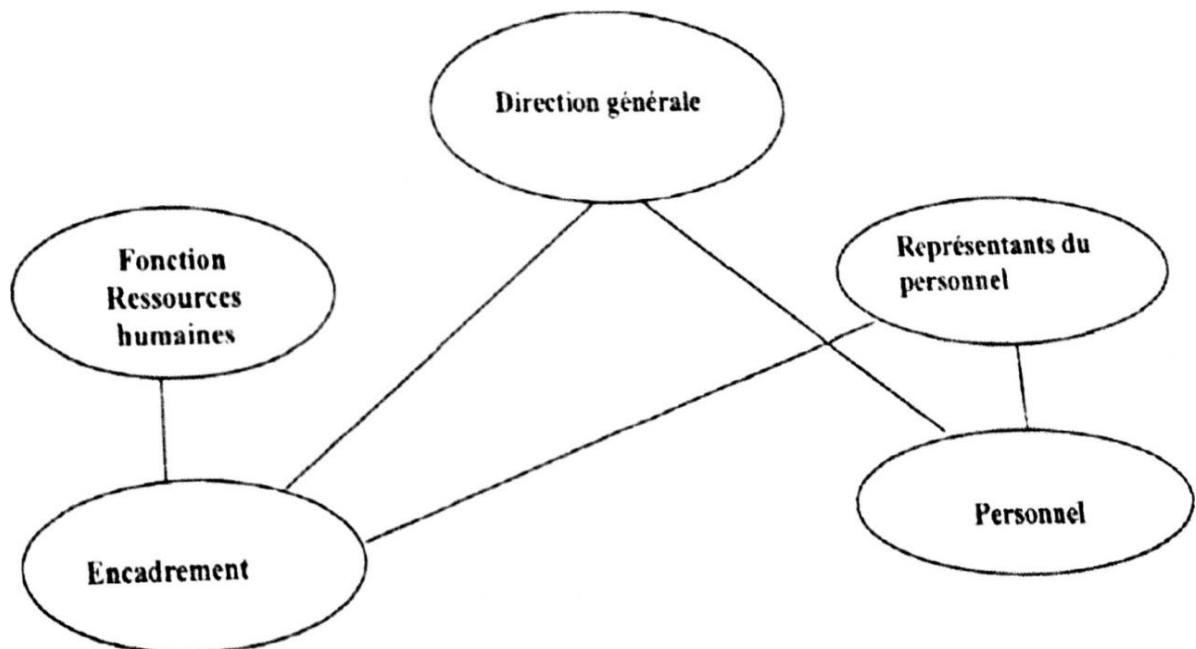 Direction générale
Fonction
Ressources
humaines
Représentants du
personnel
Encadrement
Personnel